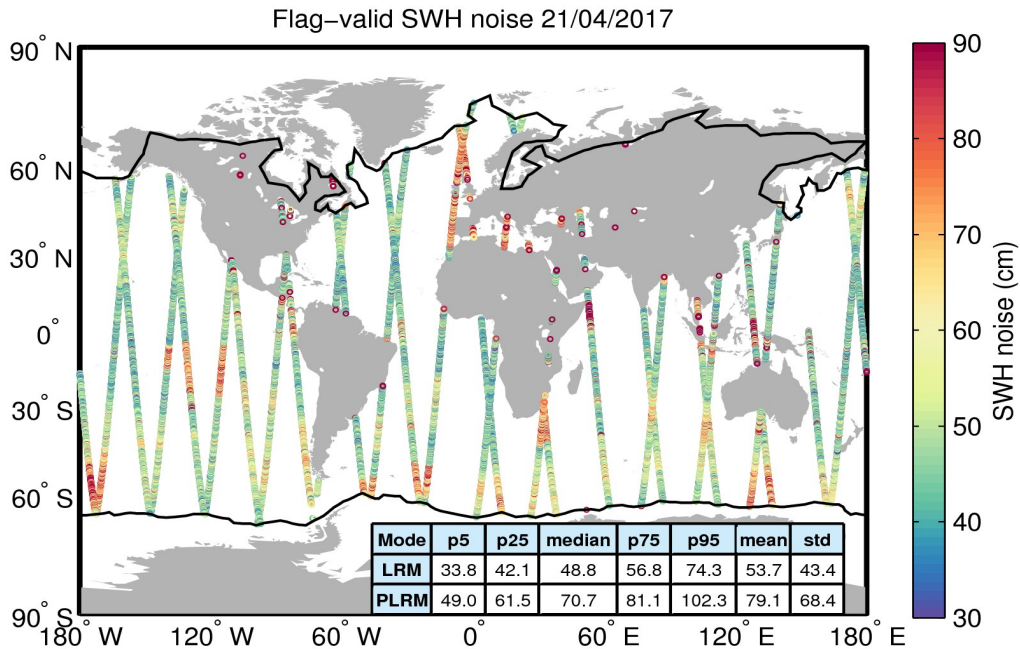 Flag−valid SWH noise 21/04/2017
90° N
60° N
30° N
0°
30° S
60° S
90° S
180° W
120° W
60° W
0°
60° E
120° E
180° E
Mode p5 p25 median p75 p95 mean std
LRM 33.8 42.1 48.8 56.8 74.3 53.7 43.4
PLRM 49.0 61.5 70.7 81.1 102.3 79.1 68.4
90
80
70
60
50
40
30
SWH noise (cm)